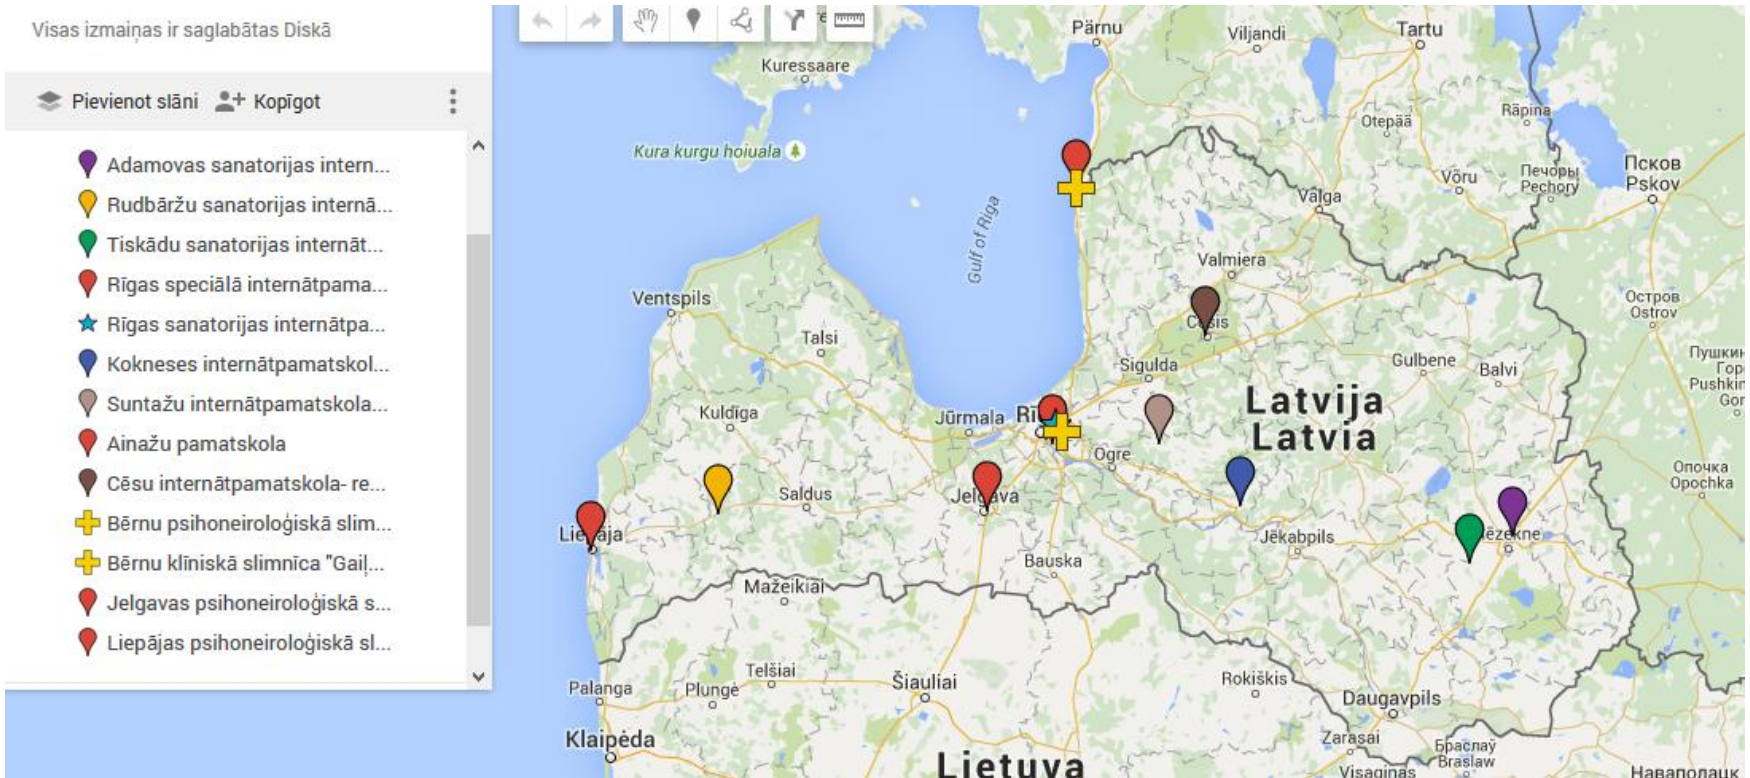 Visas izmaiņas ir saglabātas Diskā
Pievienot slāni Kopīgot
Adamovas sanatorijas intern...
Rudbāržu sanatorijas internā...
Tiskādu sanatorijas internāt...
Rīgas speciālā internātpama...
Rīgas sanatorijas internātpa...
Kokneses internātpamatskol...
Suntažu internātpamatskola...
Ainažu pamatskola
Cēsu internātpamatskola- re...
Bērnu psihoneiroloģiskā slim...
Bērnu klīniskā slimnīca "Gaiļ...
Jelgavas psihoneiroloģiskā s...
Liepājas psihoneiroloģiskā sl...
Pärnu
Viljandi
Tartu
Kuressaare
Räpina
Otepää
Kura kurgu hoiuala
Псков
Pskov
Печоры
Pechory
Võru
Valga
Gulf of Riga
Valmiera
Ventspils
Остров
Ostrov
Cēsis
Talsi
Sigulda
Gulbene
Balvi
Kuldīga
Jūrmala
Latvija
Latvia
Ogre
Опочка
Opochka
Saldus
Jelgava
Liepāja
Jēkabpils
Bauska
Mažeikiai
Telšiai
Palanga
Plungė
Šiauliai
Rokiškis
Daugavpils
Klaipėda
Zarasai
Браслаў
Braslaw
Lietuva
Visaginas
Наваполацк